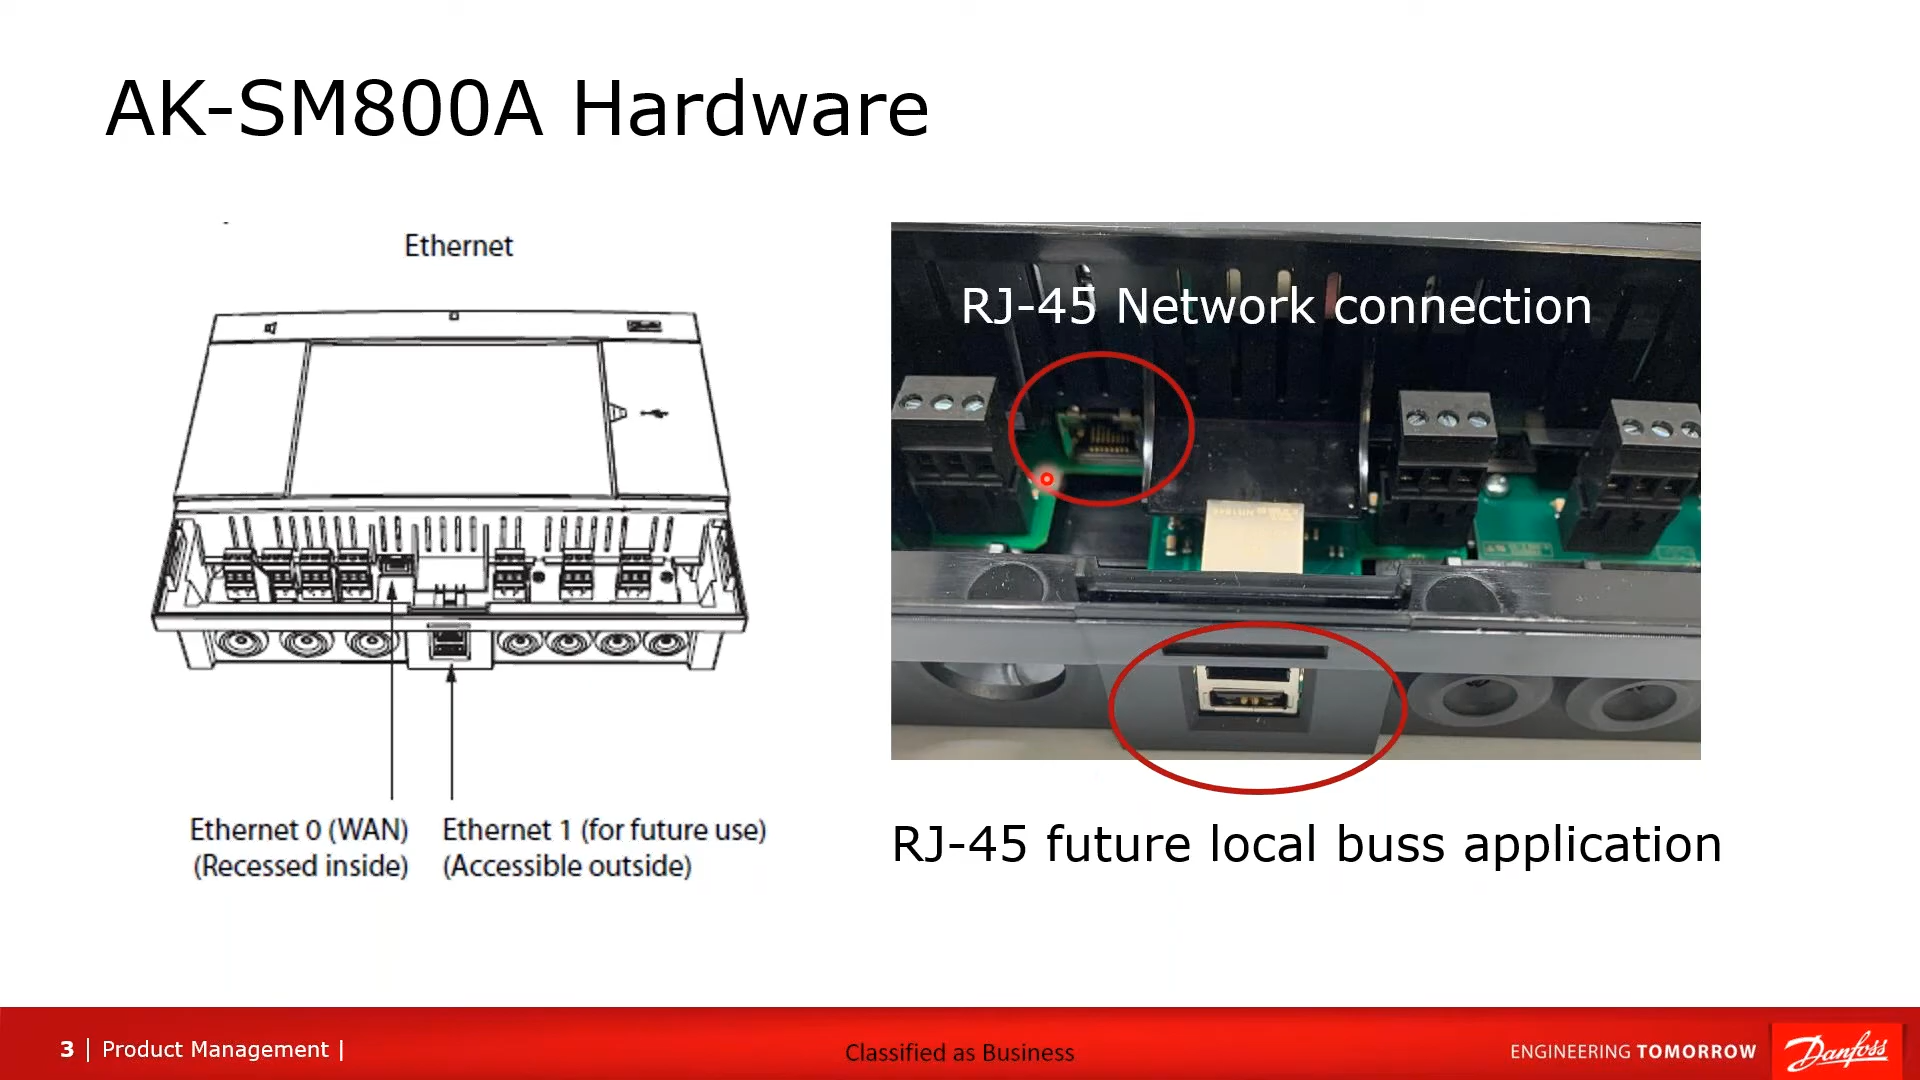 AK-SM800A Hardware
Ethernet
Ethernet 0 (WAN)
(Recessed inside)
Ethernet 1 (for future use)
(Accessible outside)
RJ-45 Network connection
RJ-45 future local buss application
3 | Product Management |
Classified as Business
ENGINEERING TOMORROW
Danfoss